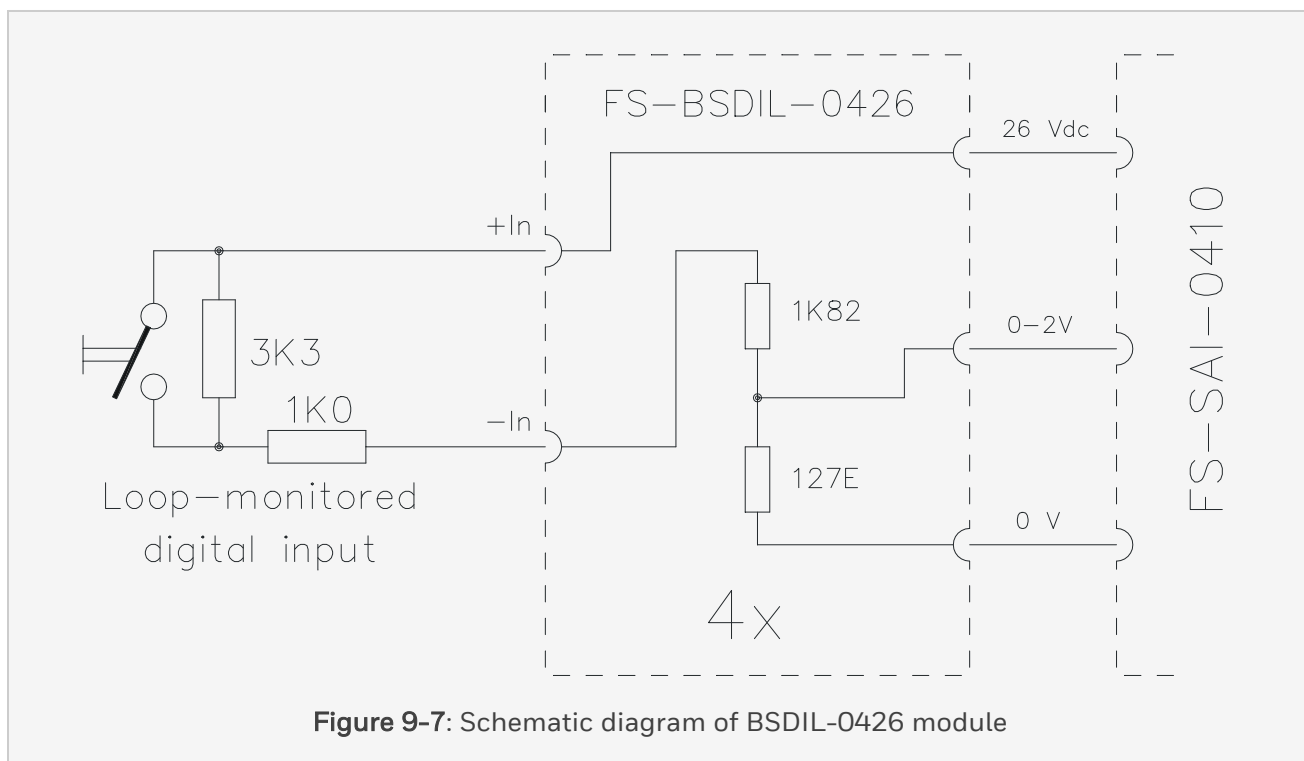 FS-BSDIL-0426
26 Vdc
+In
1K82
0-2V
3K3
1K0
-In
127E
Loop-monitored
digital input
0 V
4x
FS-SAI-0410
Figure 9-7: Schematic diagram of BSDIL-0426 module